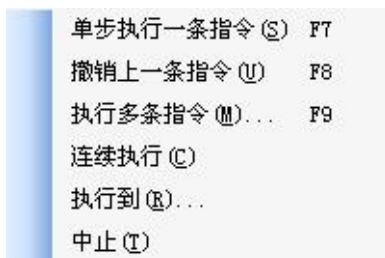 单步执行一条指令(S) F7
撤销上一条指令(U) F8
执行多条指令(M)... F9
连续执行(C)
执行到(R)...
中止(T)